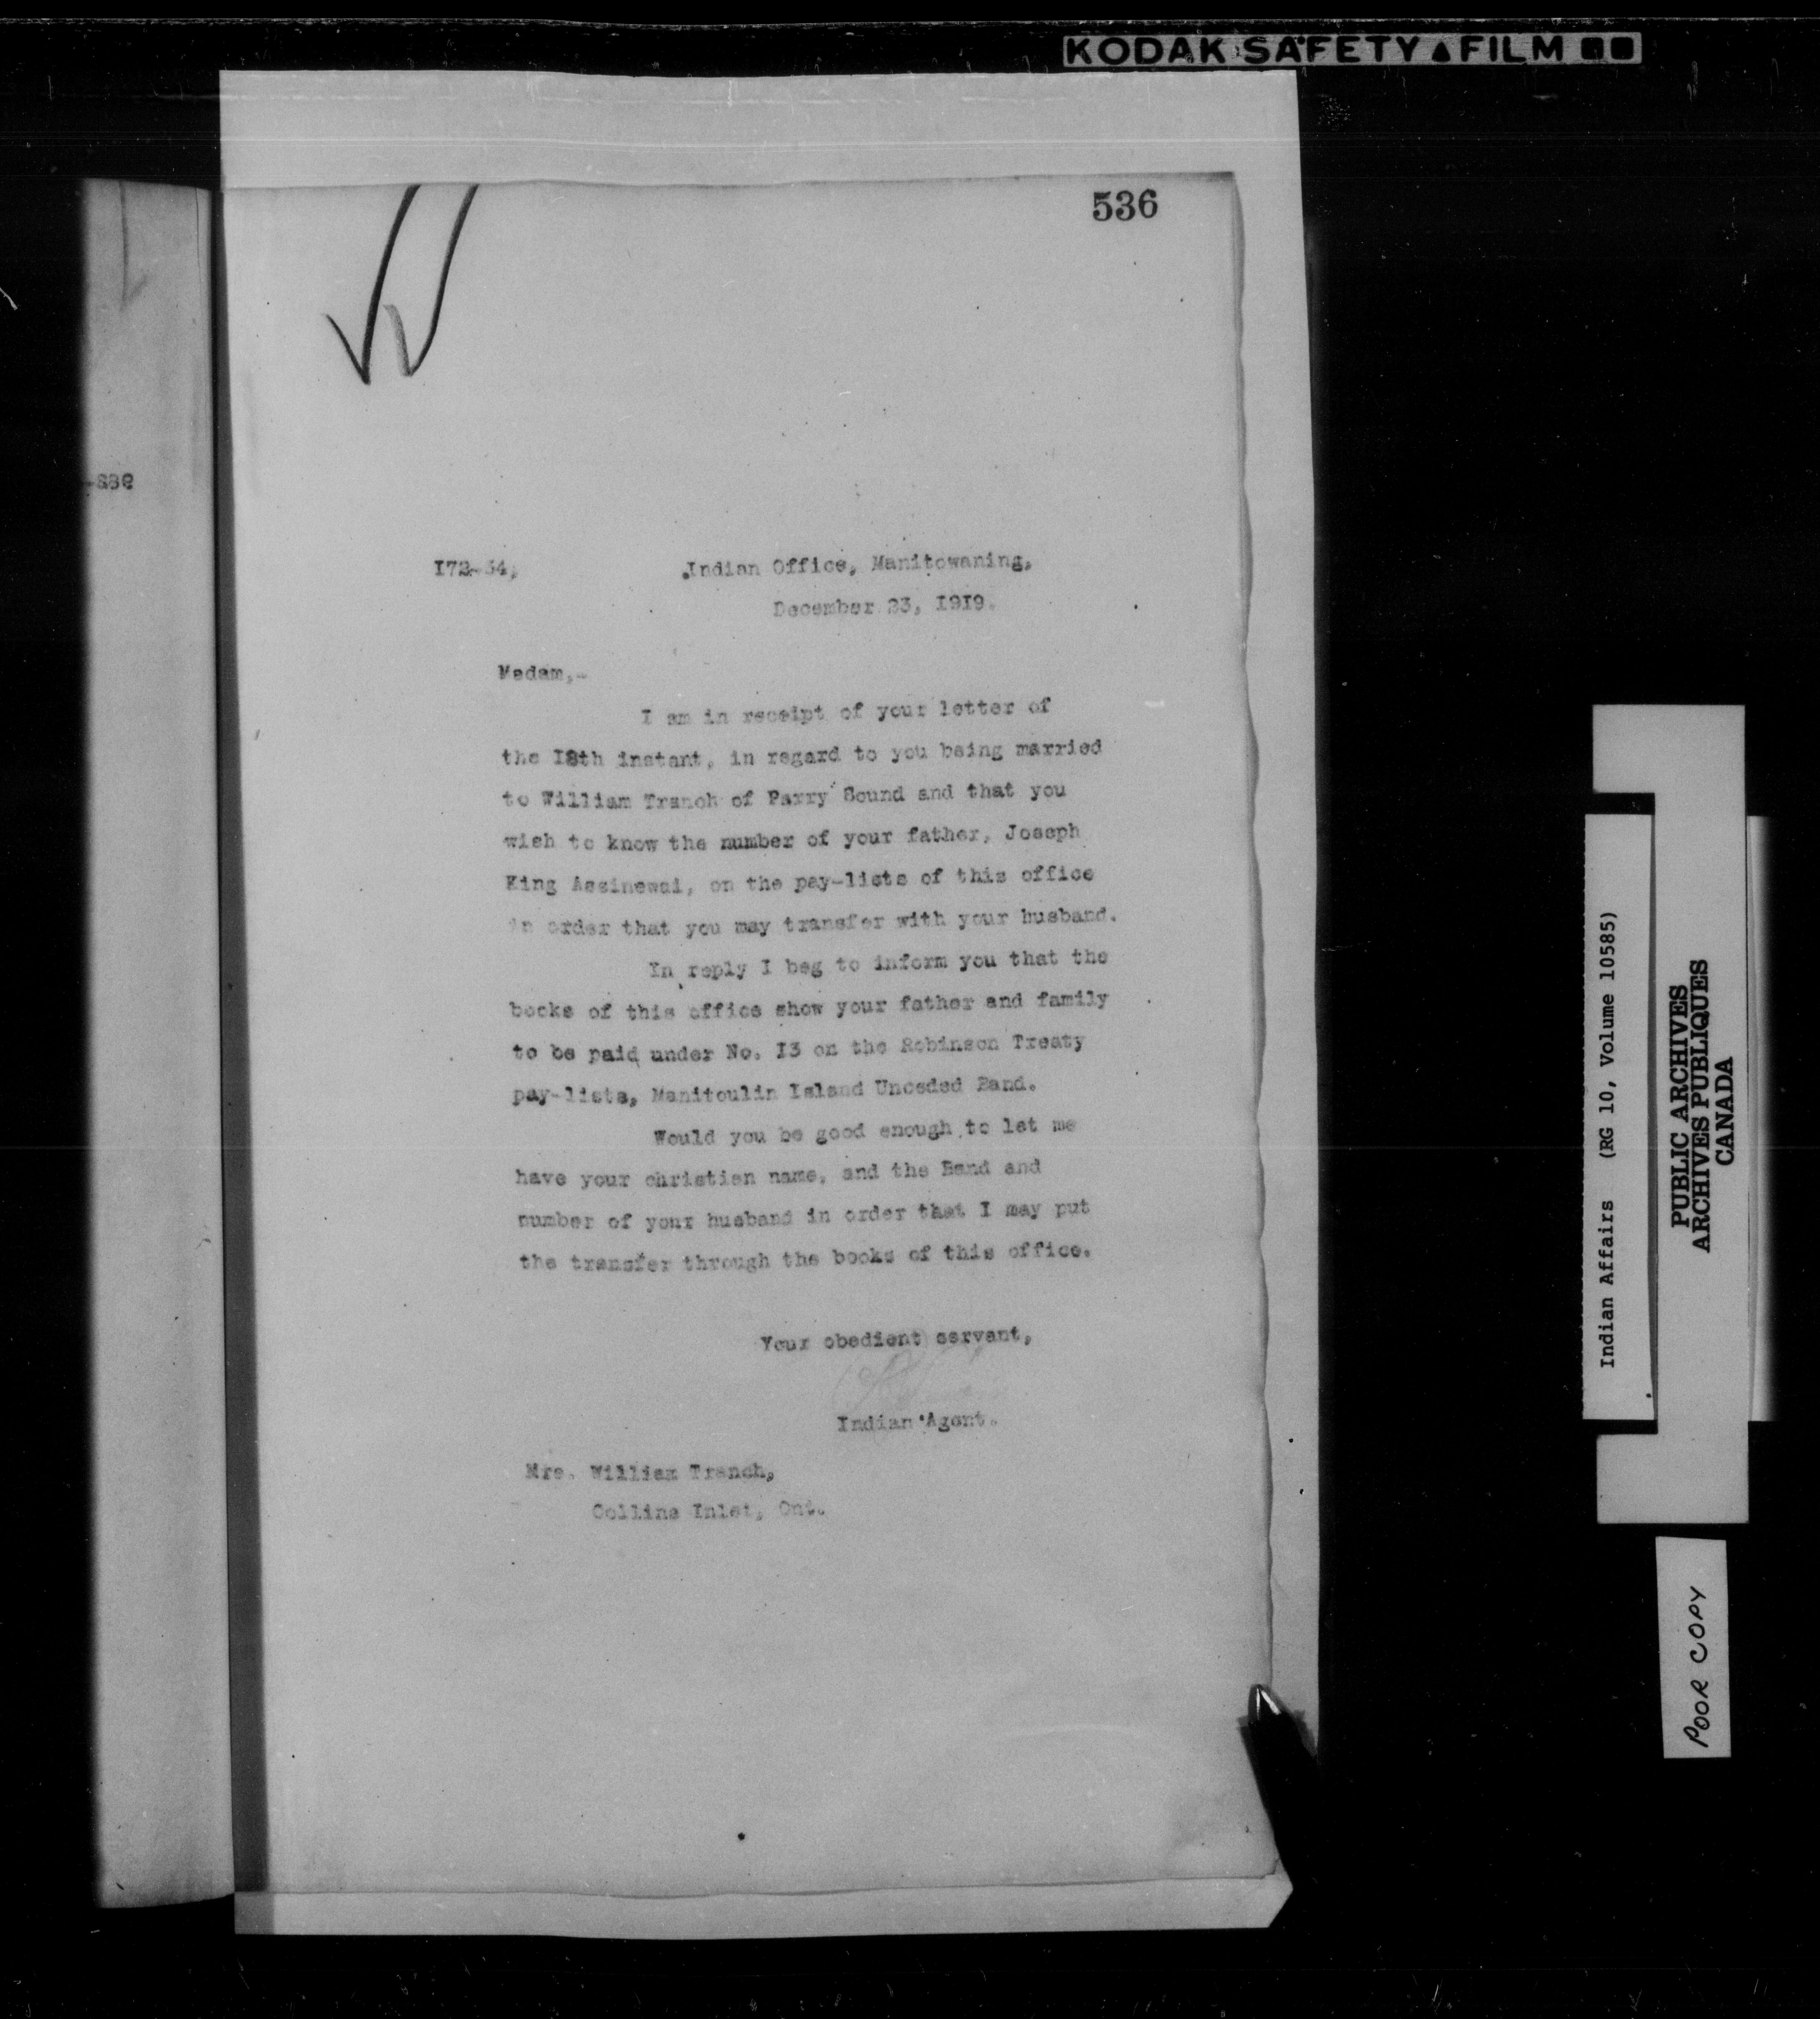 KODAK SAFETY FILM
536
172-34,
Indian Office, Manitowaning,
December 23, 1919.
Madam,-
I am in receipt of your letter of
the 18th instant, in regard to you being married
to William Tranch of Parry Sound and that you
wish to know the number of your father, Joseph
King Assinewai, on the pay-lists of this office
in order that you may transfer with your husband.
In reply I beg to inform you that the
books of this office show your father and family
to be paid under No. I3 on the Robinson Treaty
pay-lists, Manitoulin Island Unceded Band.
Would you be good enough to let me
have your christian name, and the Band and
number of your husband in order that I may put
the transfer through the books of this office.
Your obedient servant,
Indian Agent.
Mrs. William Tranch,
Collins Inlet, Ont.
Indian Affairs (RG 10, Volume 10585)
PUBLIC ARCHIVES
ARCHIVES PUBLIQUES
CANADA
POOR COPY